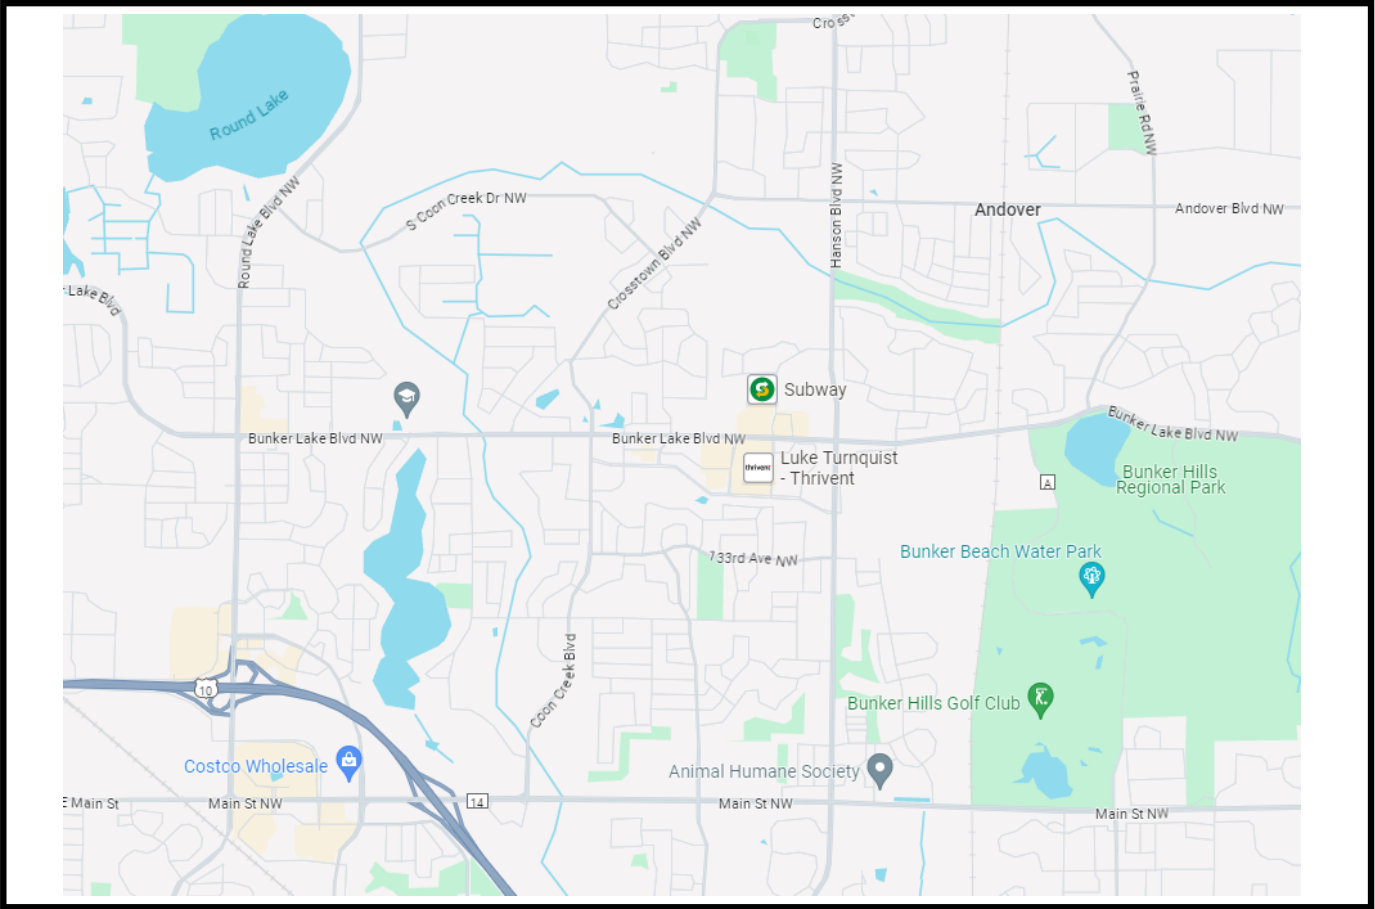 Crosst
Round Lake
Prairie Rd NW
Round Lake Blvd NW
S Coon Creek Dr NW
Crosstown Blvd NW
Hanson Blvd NW
Andover
Andover Blvd NW
r Lake Blvd
Subway
Bunker Lake Blvd NW
Bunker Lake Blvd NW
Bunker Lake Blvd NW
thrivent
Luke Turnquist
- Thrivent
Bunker Hills
Regional Park
A
133rd Ave NW
Bunker Beach Water Park
Coon Creek Blvd
10
Bunker Hills Golf Club
Costco Wholesale
Animal Humane Society
E Main St
Main St NW
14
Main St NW
Main St NW